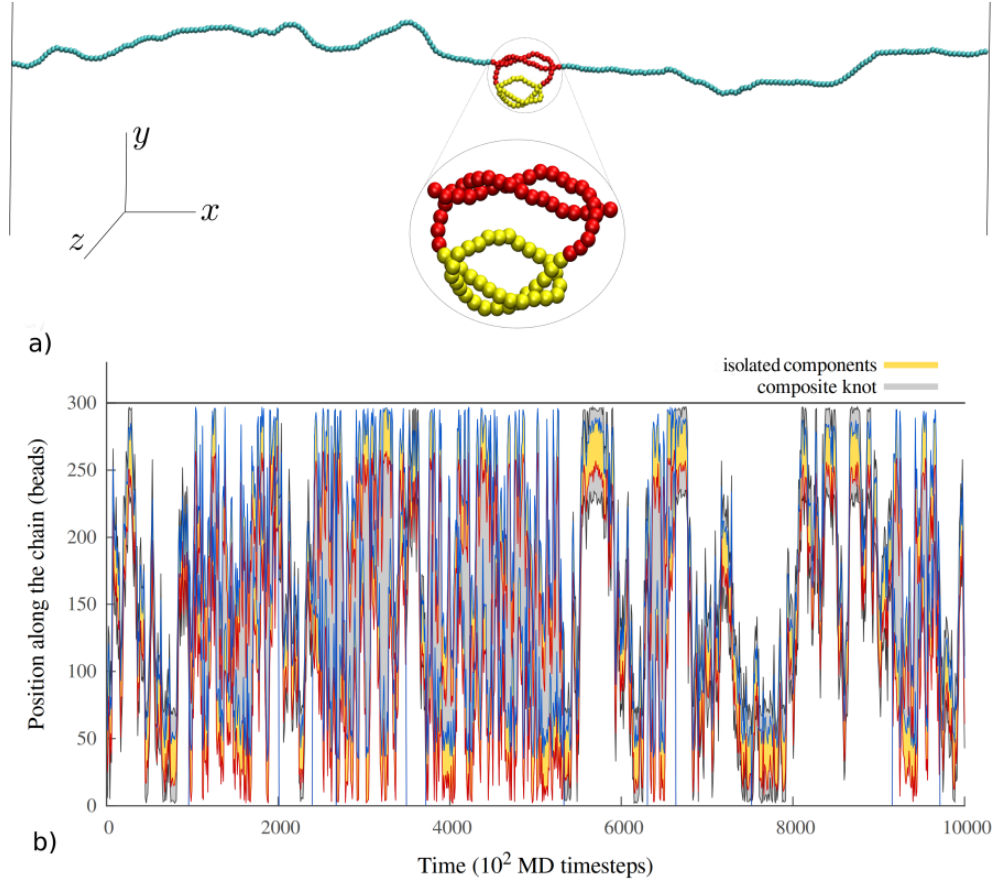 y
x
z
a)
isolated components
composite knot
300
250
200
150
100
50
0
Position along the chain (beads)
0 2000 4000 6000 8000 10000
b)
Time (10² MD timesteps)